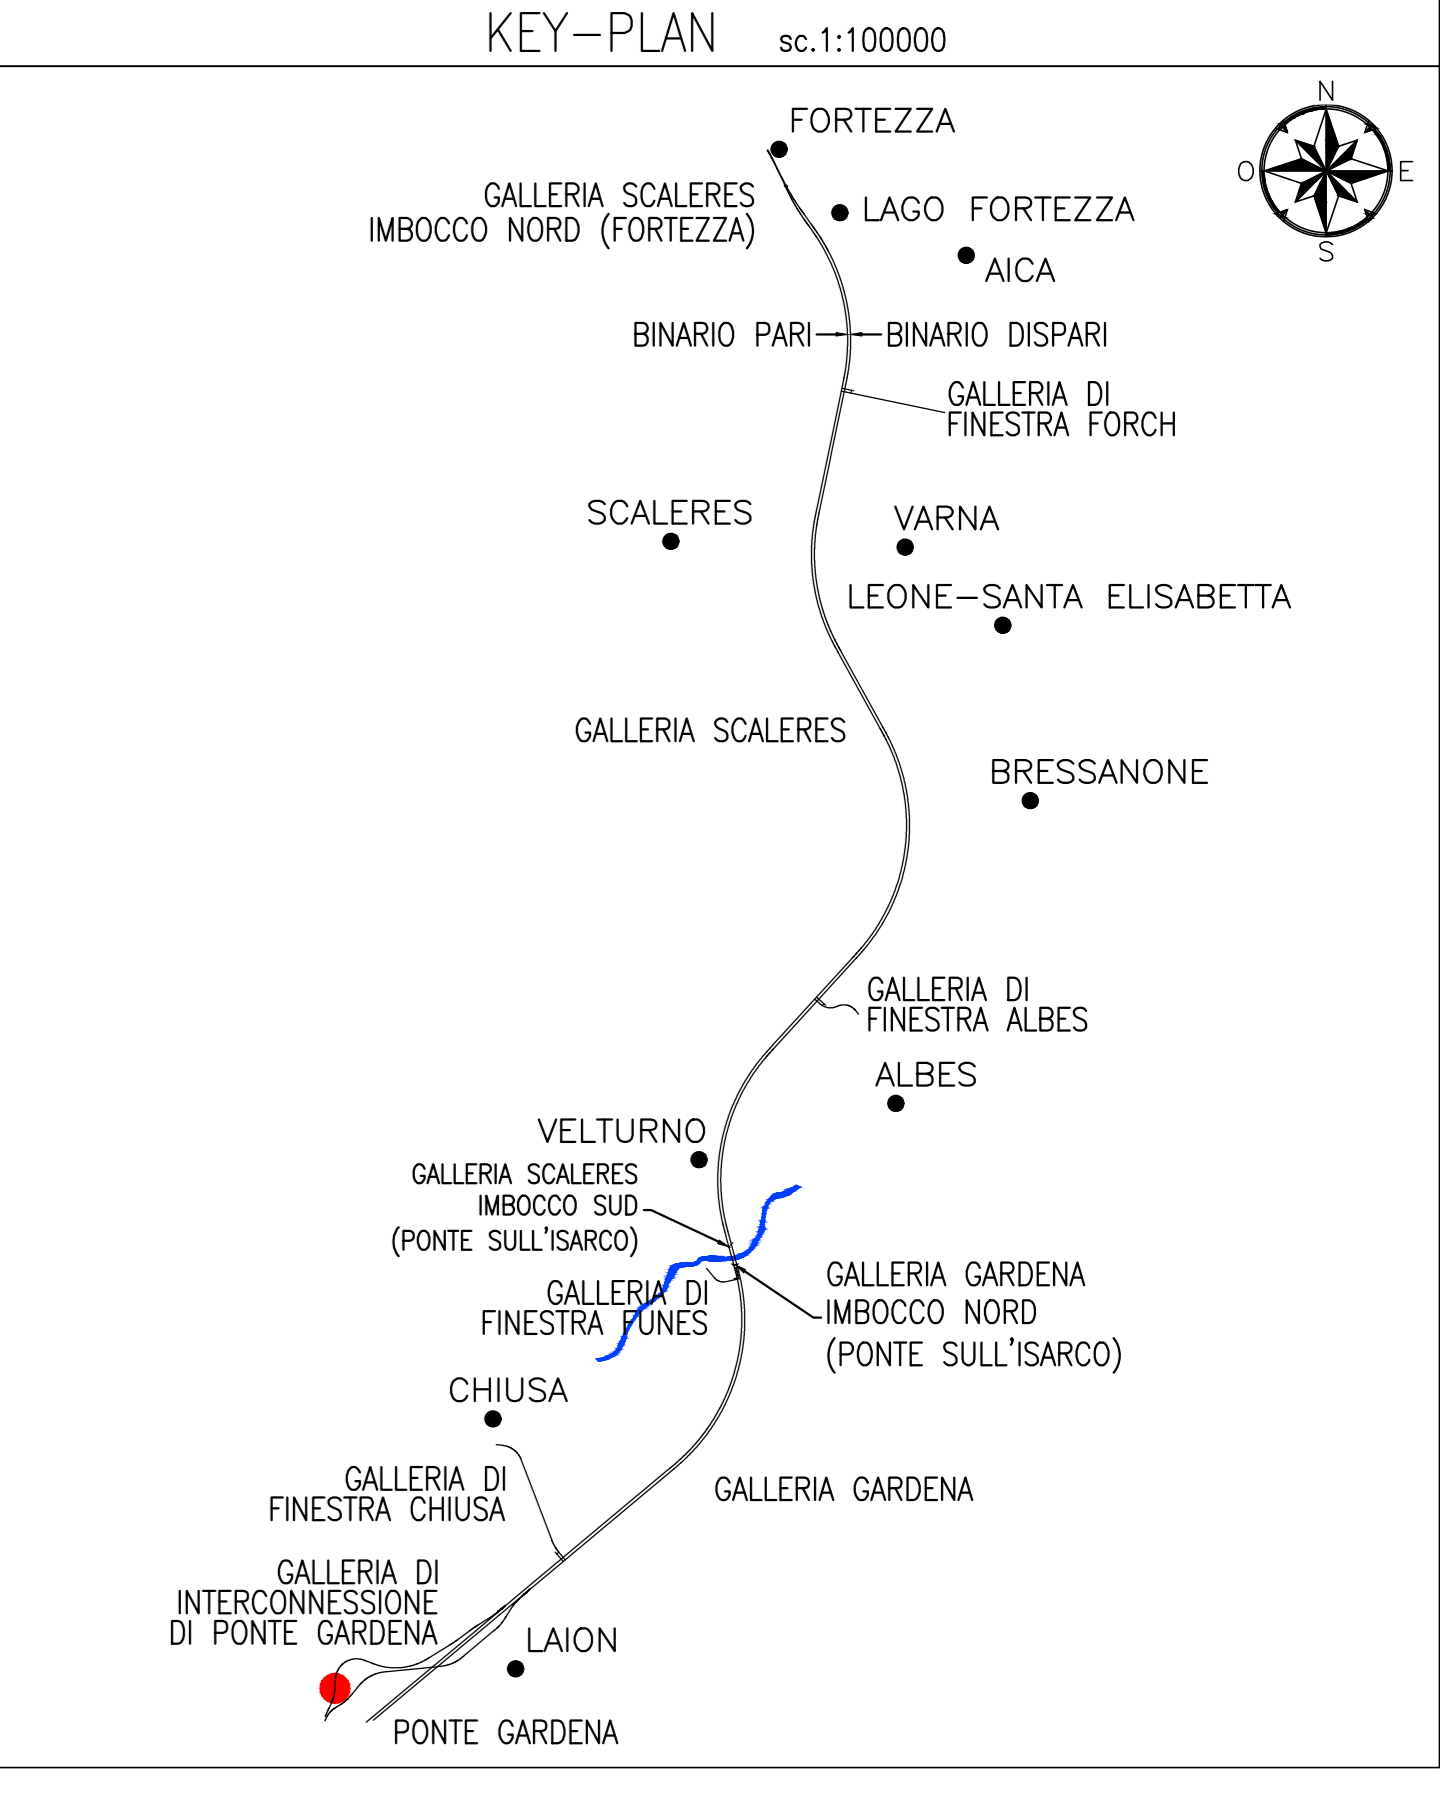 KEY-PLAN sc.1:100000
N
O
E
S
FORTEZZA
GALLERIA SCALERES
IMBOCCO NORD (FORTEZZA)
LAGO FORTEZZA
AICA
BINARIO PARI
BINARIO DISPARI
GALLERIA DI
FINESTRA FORCH
SCALERES
VARNA
LEONE-SANTA ELISABETTA
GALLERIA SCALERES
BRESSANONE
GALLERIA DI
FINESTRA ALBES
ALBES
VELTURNO
GALLERIA SCALERES
IMBOCCO SUD
(PONTE SULL'ISARCO)
GALLERIA DI
FINESTRA FUNES
GALLERIA GARDENA
IMBOCCO NORD
(PONTE SULL'ISARCO)
CHIUSA
GALLERIA DI
FINESTRA CHIUSA
GALLERIA GARDENA
GALLERIA DI
INTERCONNESSIONE
DI PONTE GARDENA
LAION
PONTE GARDENA